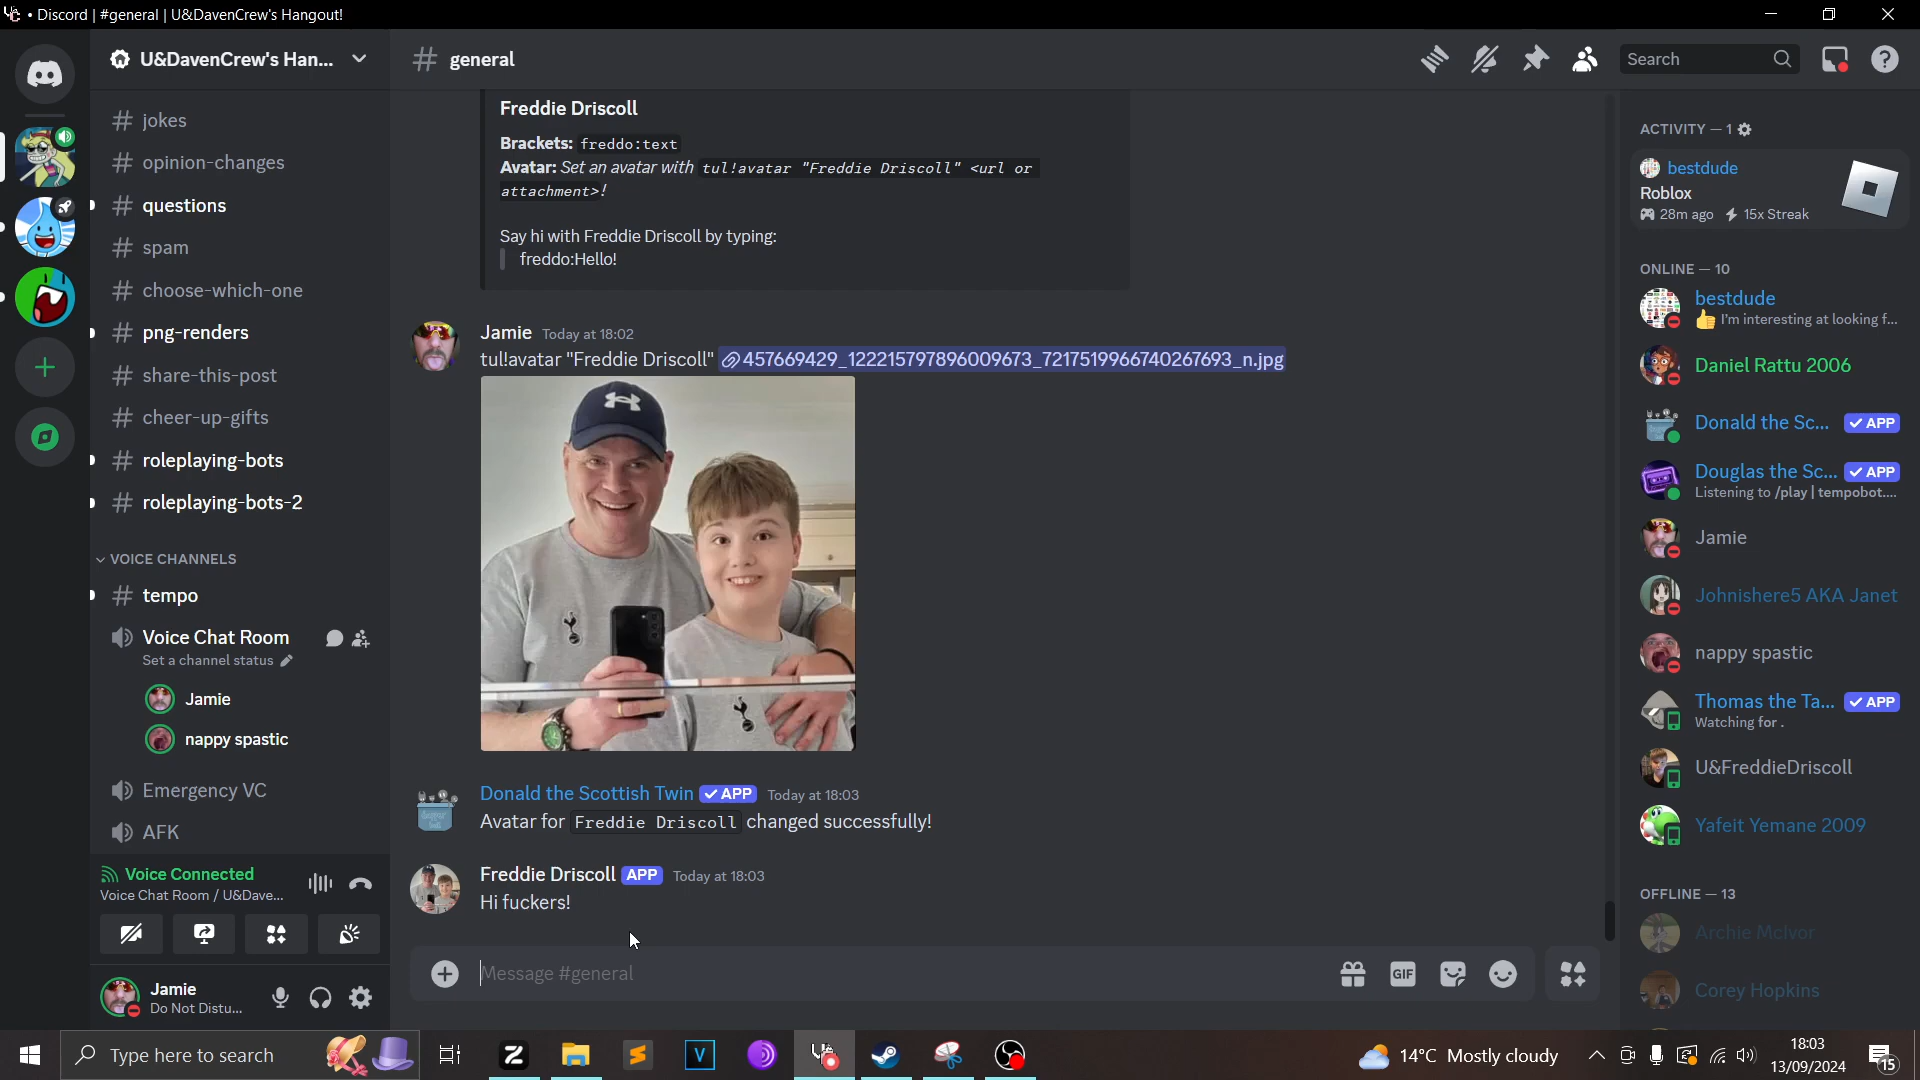 • Discord | #general | U&DavenCrew's Hangout!
U&DavenCrew's Han...
general
Search
jokes
opinion-changes
questions
spam
choose-which-one
png-renders
share-this-post
cheer-up-gifts
roleplaying-bots
roleplaying-bots-2
VOICE CHANNELS
tempo
Voice Chat Room
Set a channel status
Jamie
nappy spastic
Emergency VC
AFK
Voice Connected
Voice Chat Room / U&Dave...
Jamie
Do Not Distu...
Freddie Driscoll
Brackets: freddo:text
Avatar: Set an avatar with tul!avatar "Freddie Driscoll" <url or
attachment>!
Say hi with Freddie Driscoll by typing:
freddo:Hello!
Jamie Today at 18:02
tul!avatar "Freddie Driscoll" 457669429_122215797896009673_7217519966740267693_n.jpg
Donald the Scottish Twin APP Today at 18:03
Avatar for Freddie Driscoll changed successfully!
Freddie Driscoll APP Today at 18:03
Hi fuckers!
Message #general
GIF
ACTIVITY — 1
bestdude
Roblox
28m ago 15x Streak
ONLINE — 10
bestdude
I'm interesting at looking f...
Daniel Rattu 2006
Donald the Sc... APP
Douglas the Sc... APP
Listening to /play | tempobot....
Jamie
Johnishere5 AKA Janet
nappy spastic
Thomas the Ta... APP
Watching for .
U&FreddieDriscoll
Yafeit Yemane 2009
OFFLINE — 13
Archie McIvor
Corey Hopkins
Type here to search
14°C Mostly cloudy
18:03
13/09/2024
15